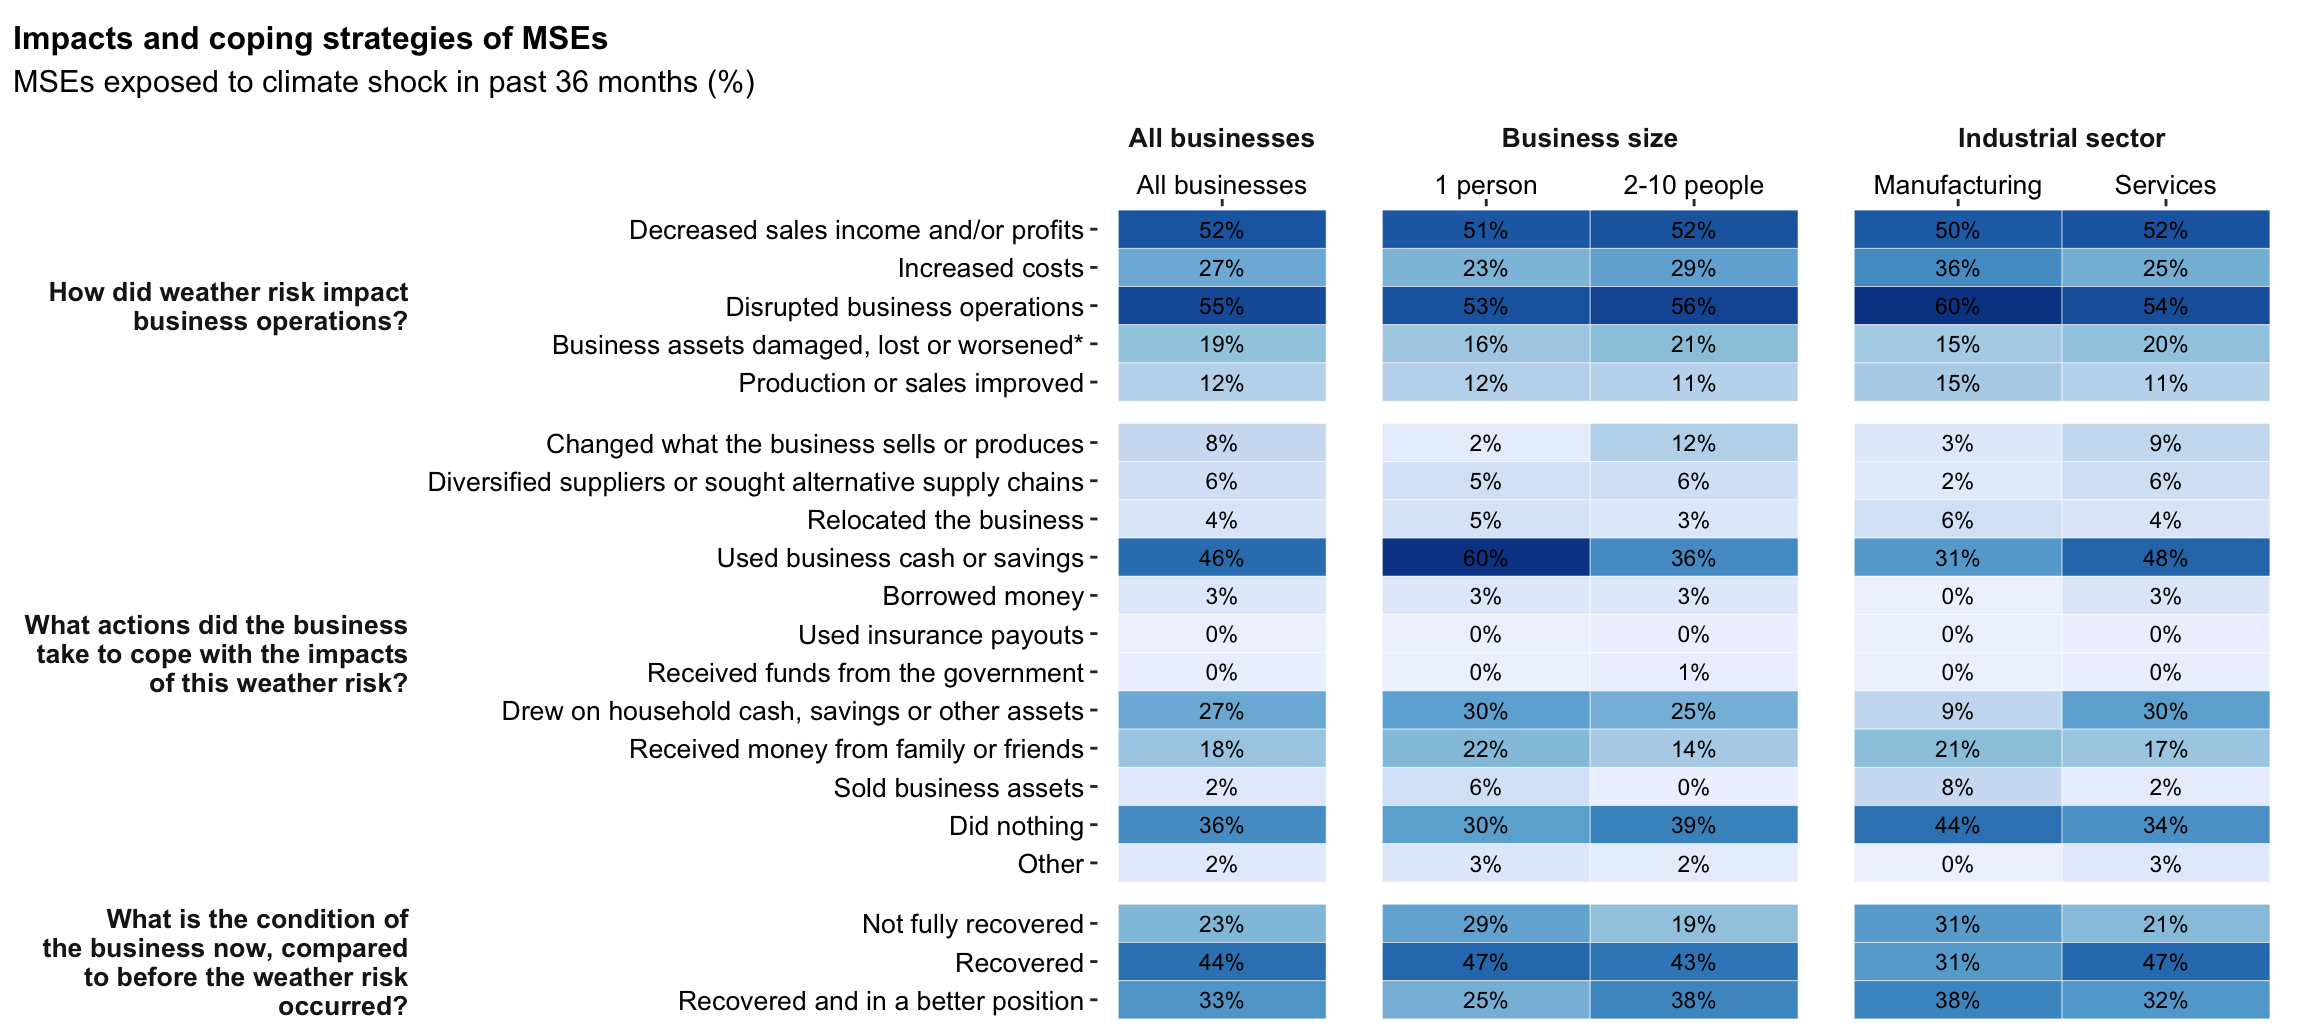 Impacts and coping strategies of MSEs
MSEs exposed to climate shock in past 36 months (%)
All businesses Business size Industrial sector
All businesses 1 person 2-10 people Manufacturing Services
How did weather risk impact
business operations?
Decreased sales income and/or profits 52% 51% 52% 50% 52%
Increased costs 27% 23% 29% 36% 25%
Disrupted business operations 55% 53% 56% 60% 54%
Business assets damaged, lost or worsened* 19% 16% 21% 15% 20%
Production or sales improved 12% 12% 11% 15% 11%
What actions did the business
take to cope with the impacts
of this weather risk?
Changed what the business sells or produces 8% 2% 12% 3% 9%
Diversified suppliers or sought alternative supply chains 6% 5% 6% 2% 6%
Relocated the business 4% 5% 3% 6% 4%
Used business cash or savings 46% 60% 36% 31% 48%
Borrowed money 3% 3% 3% 0% 3%
Used insurance payouts 0% 0% 0% 0% 0%
Received funds from the government 0% 0% 1% 0% 0%
Drew on household cash, savings or other assets 27% 30% 25% 9% 30%
Received money from family or friends 18% 22% 14% 21% 17%
Sold business assets 2% 6% 0% 8% 2%
Did nothing 36% 30% 39% 44% 34%
Other 2% 3% 2% 0% 3%
What is the condition of
the business now, compared
to before the weather risk
occurred?
Not fully recovered 23% 29% 19% 31% 21%
Recovered 44% 47% 43% 31% 47%
Recovered and in a better position 33% 25% 38% 38% 32%